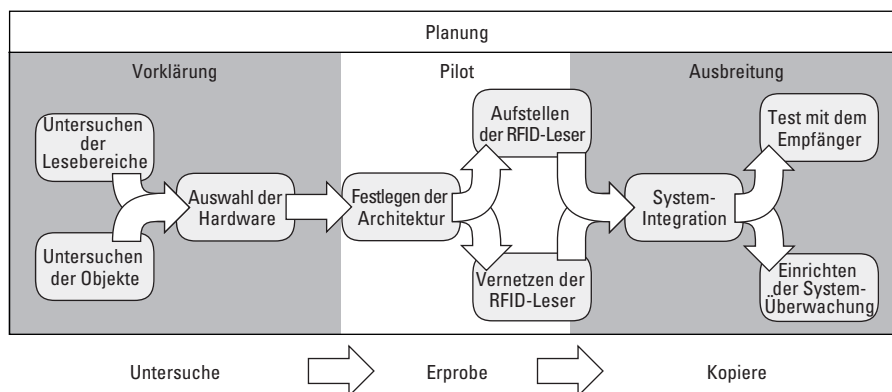 Planung
Vorklärung
Pilot
Ausbreitung
Untersuchen
der
Lesebereiche
Untersuchen
der Objekte
Auswahl der
Hardware
Festlegen der
Architektur
Aufstellen
der RFID-Leser
Vernetzen der
RFID-Leser
System-
Integration
Test mit dem
Empfänger
Einrichten
der System-
Überwachung
Untersuche
Erprobe
Kopiere